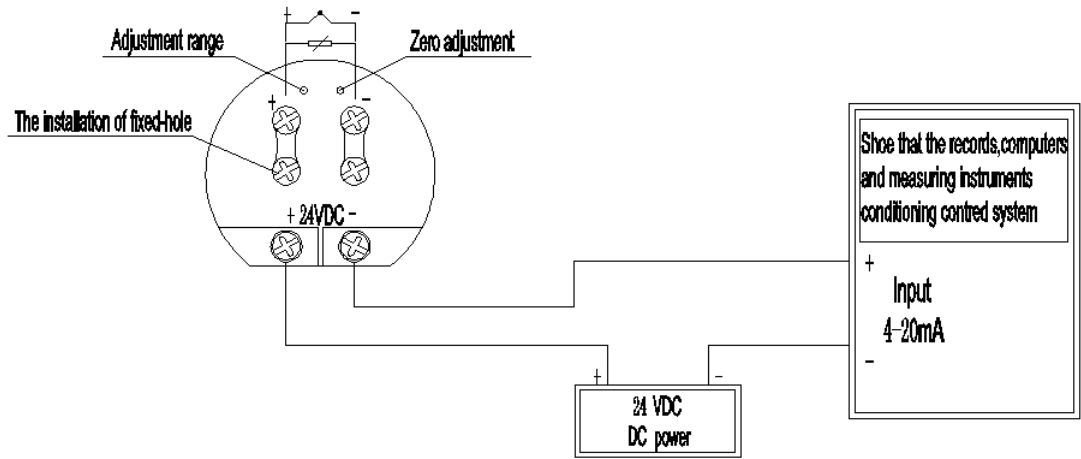 + -
Adjustment range
Zero adjustment
+ -
The installation of fixed-hole
+ 24VDC -
Shoe that the records,computers
and measuring instruments
conditioning contred system
+
Input
4-20mA
-
+ -
24 VDC
DC power